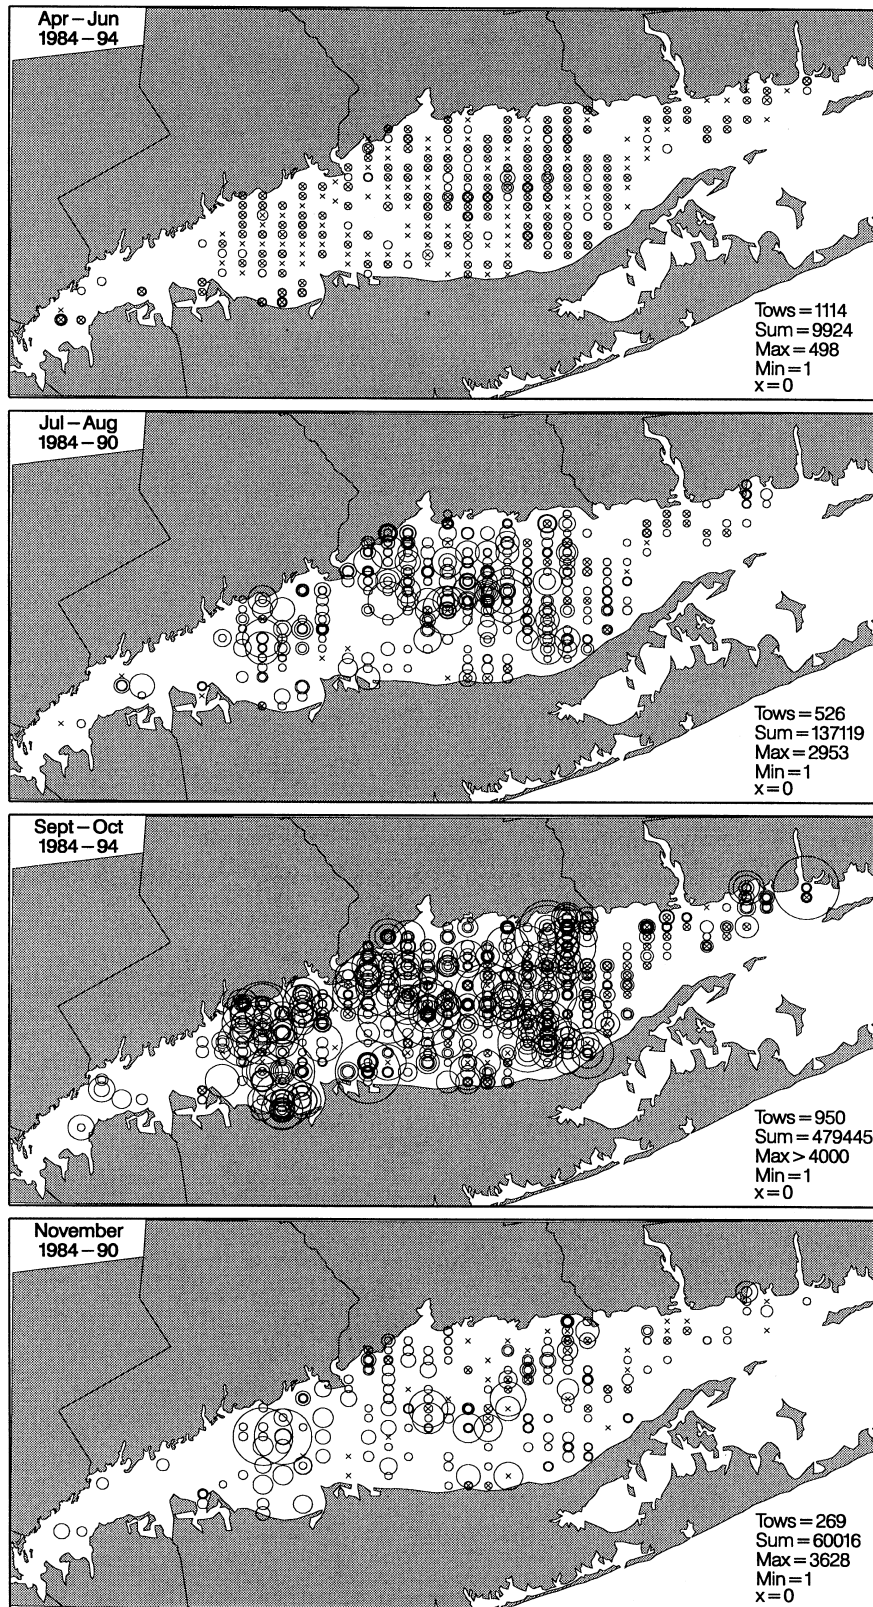 Apr – Jun
1984 – 94
Tows = 1114
Sum = 9924
Max = 498
Min = 1
x = 0
Jul – Aug
1984 – 90
Tows = 526
Sum = 137119
Max = 2953
Min = 1
x = 0
Sept – Oct
1984 – 94
Tows = 950
Sum = 479445
Max > 4000
Min = 1
x = 0
November
1984 – 90
Tows = 269
Sum = 60016
Max = 3628
Min = 1
x = 0